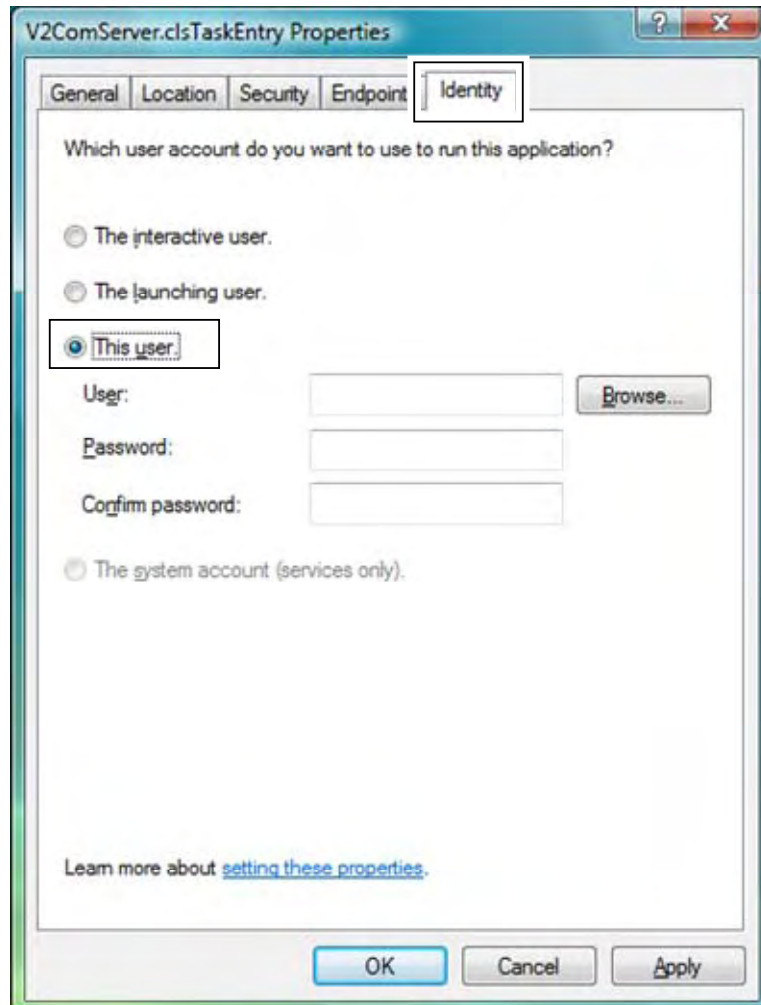 V2ComServer.clsTaskEntry Properties
General Location Security Endpoint Identity
Which user account do you want to use to run this application?
The interactive user.
The launching user.
This user.
User: Browse...
Password:
Confirm password:
The system account (services only).
Learn more about setting these properties.
OK Cancel Apply